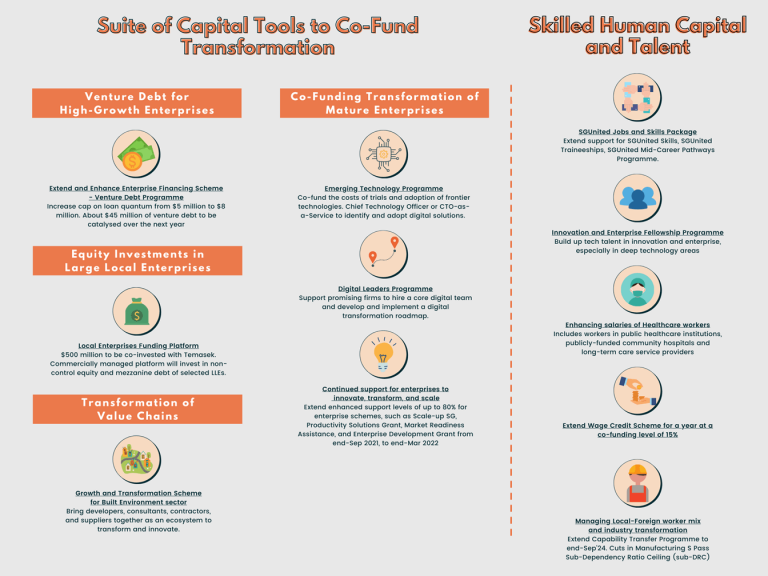 Suite of Capital Tools to Co-Fund
Transformation
Venture Debt for
High-Growth Enterprises
Extend and Enhance Enterprise Financing Scheme
- Venture Debt Programme
Increase cap on loan quantum from $5 million to $8
million. About $45 million of venture debt to be
catalysed over the next year
Equity Investments in
Large Local Enterprises
Local Enterprises Funding Platform
$500 million to be co-invested with Temasek.
Commercially managed platform will invest in non-
control equity and mezzanine debt of selected LLEs.
Transformation of
Value Chains
Growth and Transformation Scheme
for Built Environment sector
Bring developers, consultants, contractors,
and suppliers together as an ecosystem to
transform and innovate.
Co-Funding Transformation of
Mature Enterprises
Emerging Technology Programme
Co-fund the costs of trials and adoption of frontier
technologies. Chief Technology Officer or CTO-as-
a-Service to identify and adopt digital solutions.
Digital Leaders Programme
Support promising firms to hire a core digital team
and develop and implement a digital
transformation roadmap.
Continued support for enterprises to
innovate, transform, and scale
Extend enhanced support levels of up to 80% for
enterprise schemes, such as Scale-up SG,
Productivity Solutions Grant, Market Readiness
Assistance, and Enterprise Development Grant from
end-Sep 2021, to end-Mar 2022
Skilled Human Capital
and Talent
SGUnited Jobs and Skills Package
Extend support for SGUnited Skills, SGUnited
Traineeships, SGUnited Mid-Career Pathways
Programme.
Innovation and Enterprise Fellowship Programme
Build up tech talent in innovation and enterprise,
especially in deep technology areas
Enhancing salaries of Healthcare workers
Includes workers in public healthcare institutions,
publicly-funded community hospitals and
long-term care service providers
Extend Wage Credit Scheme for a year at a
co-funding level of 15%
Managing Local-Foreign worker mix
and industry transformation
Extend Capability Transfer Programme to
end-Sep'24. Cuts in Manufacturing S Pass
Sub-Dependency Ratio Ceiling (sub-DRC)